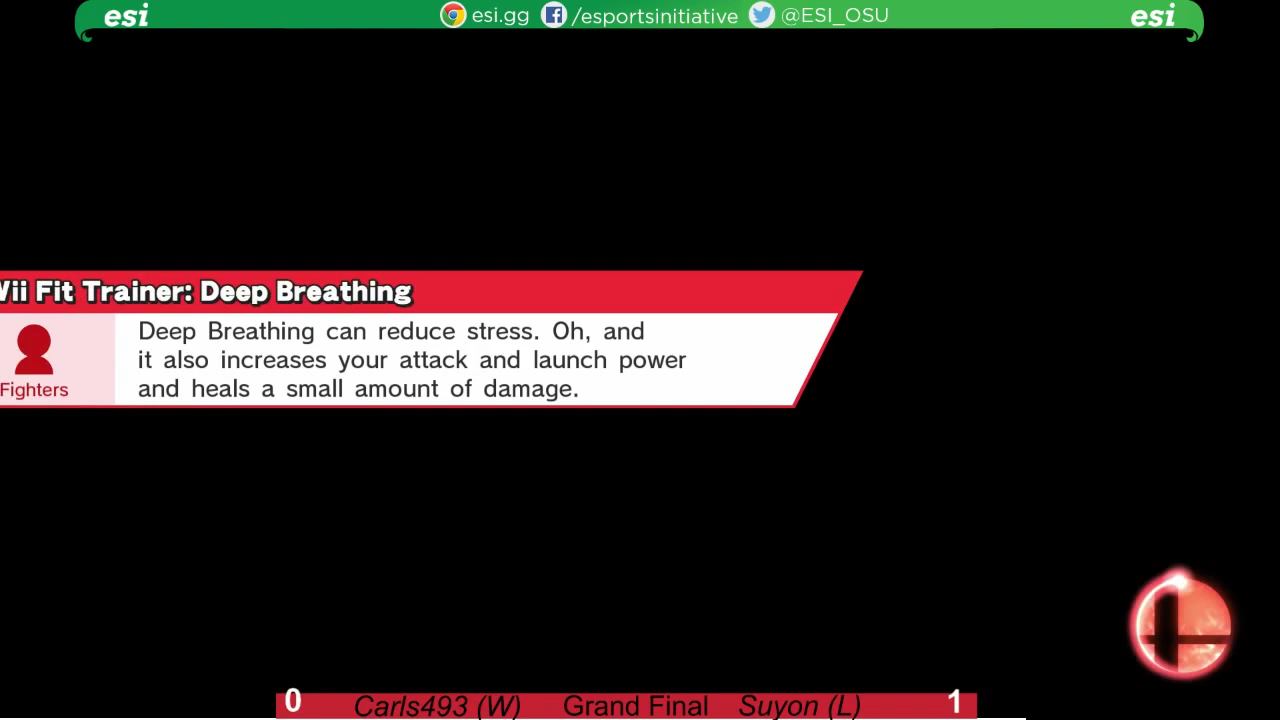 esi esi.gg /esportsinitiative @ESI_OSU esi
Wii Fit Trainer: Deep Breathing
Deep Breathing can reduce stress. Oh, and
it also increases your attack and launch power
and heals a small amount of damage.
Fighters
0 Carls493 (W) Grand Final Suyon (L) 1